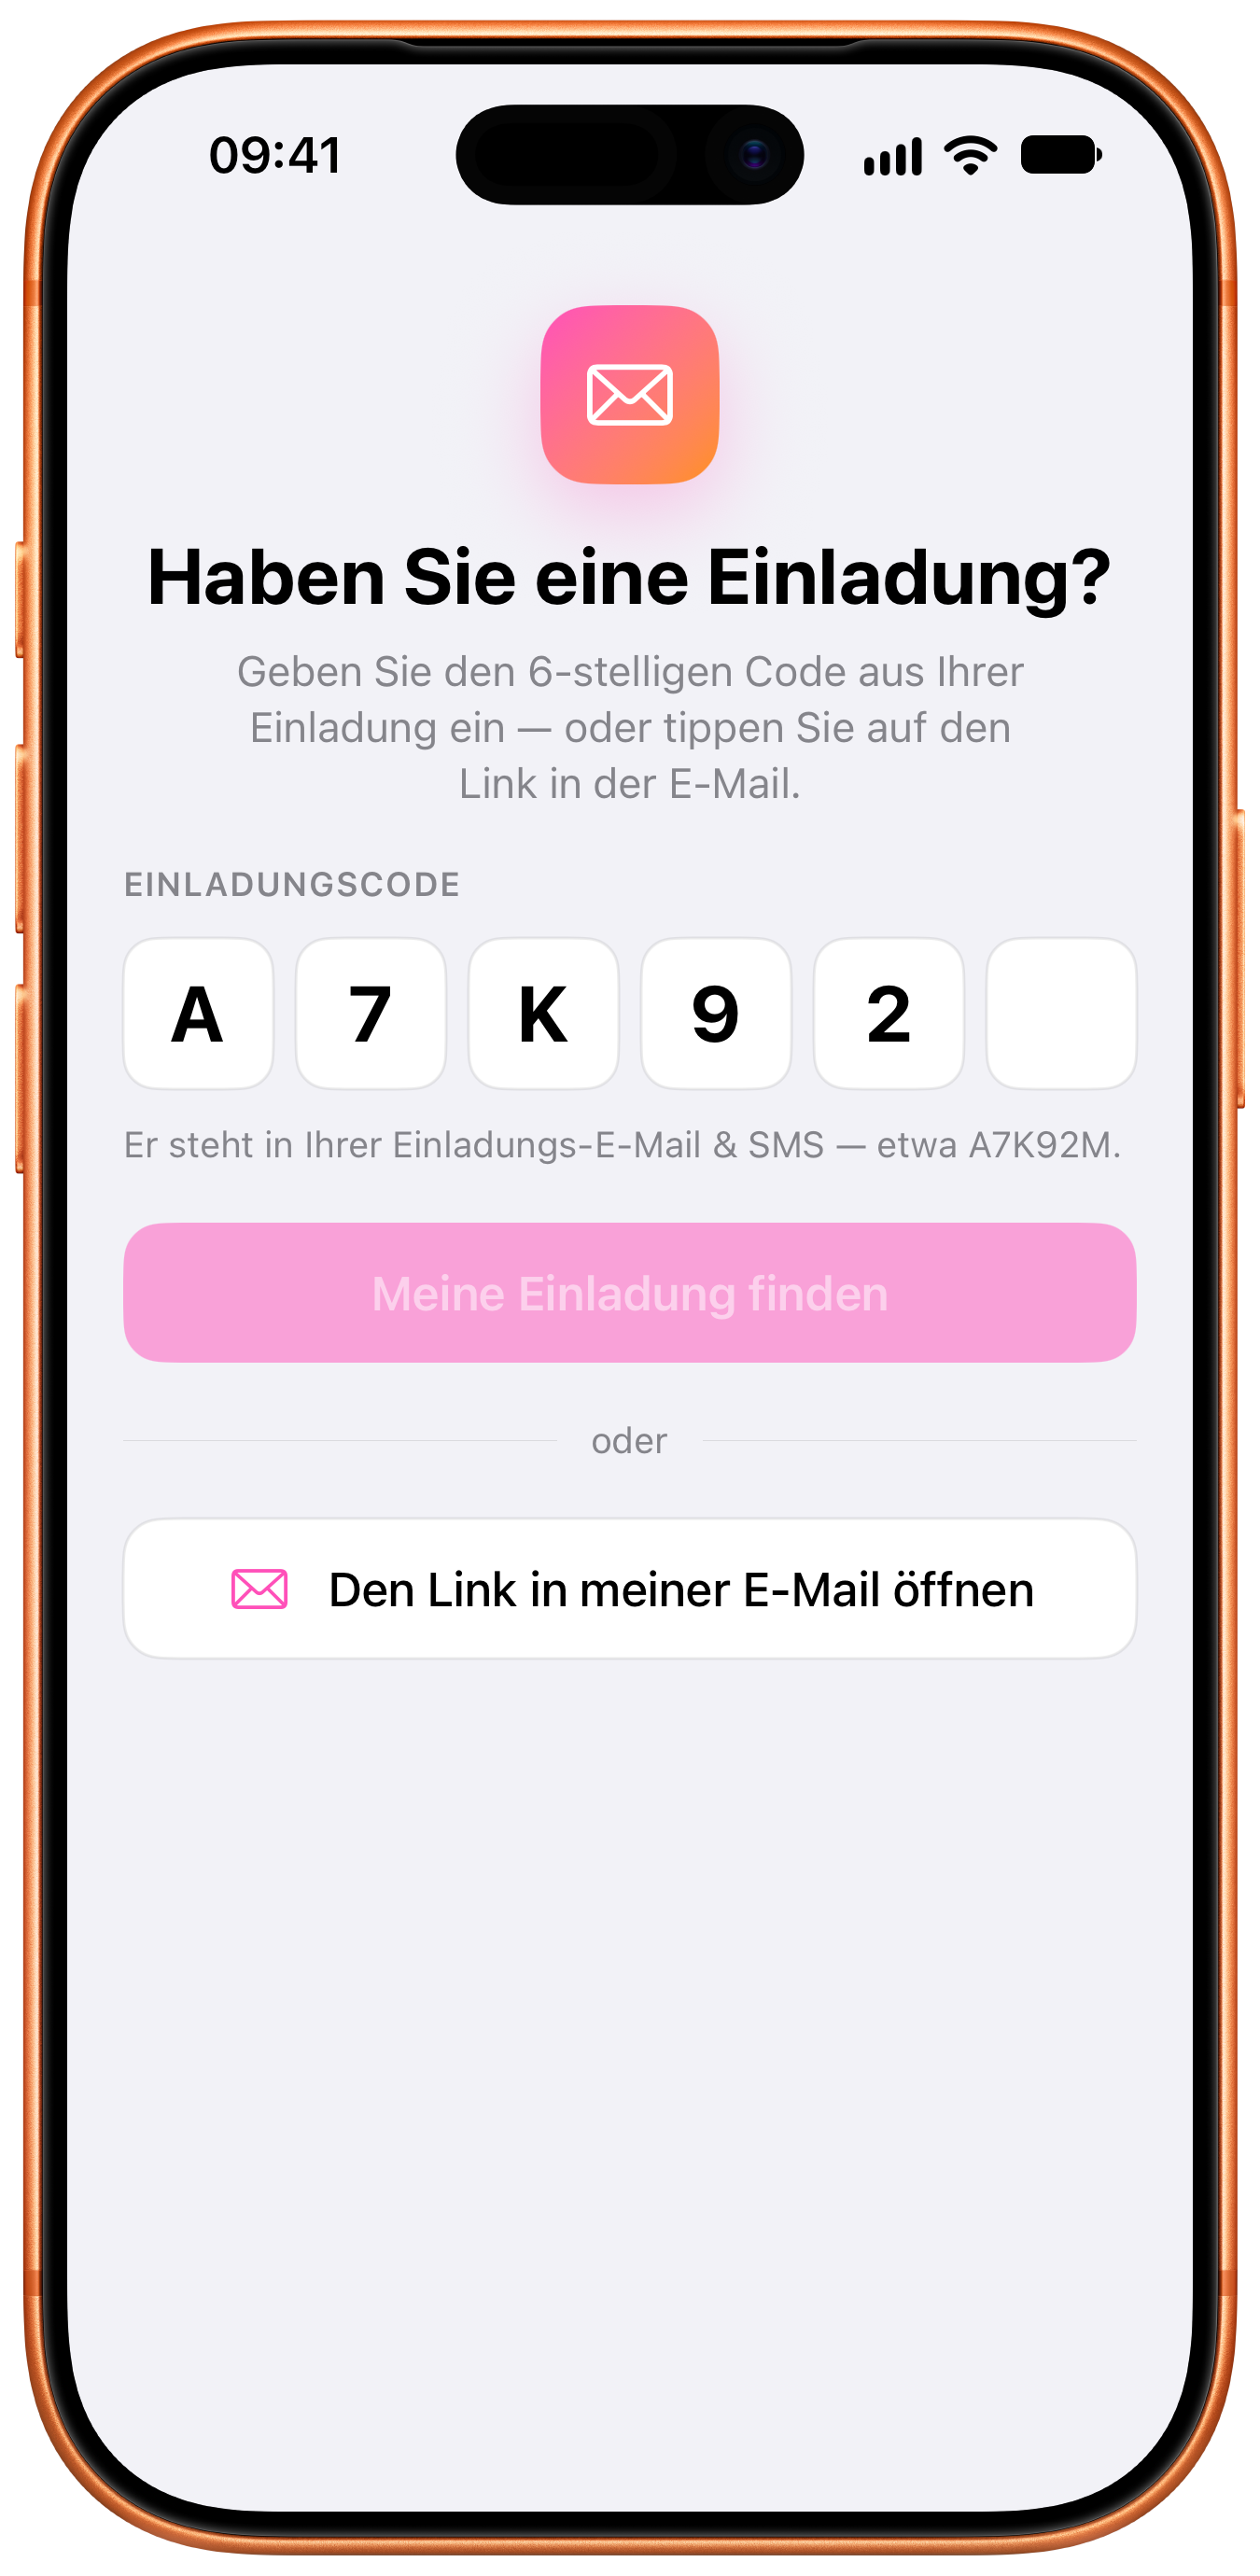 09:41
Haben Sie eine Einladung?
Geben Sie den 6-stelligen Code aus Ihrer
Einladung ein — oder tippen Sie auf den
Link in der E-Mail.
EINLADUNGSCODE
A 7 K 9 2
Er steht in Ihrer Einladungs-E-Mail & SMS — etwa A7K92M.
Meine Einladung finden
oder
Den Link in meiner E-Mail öffnen